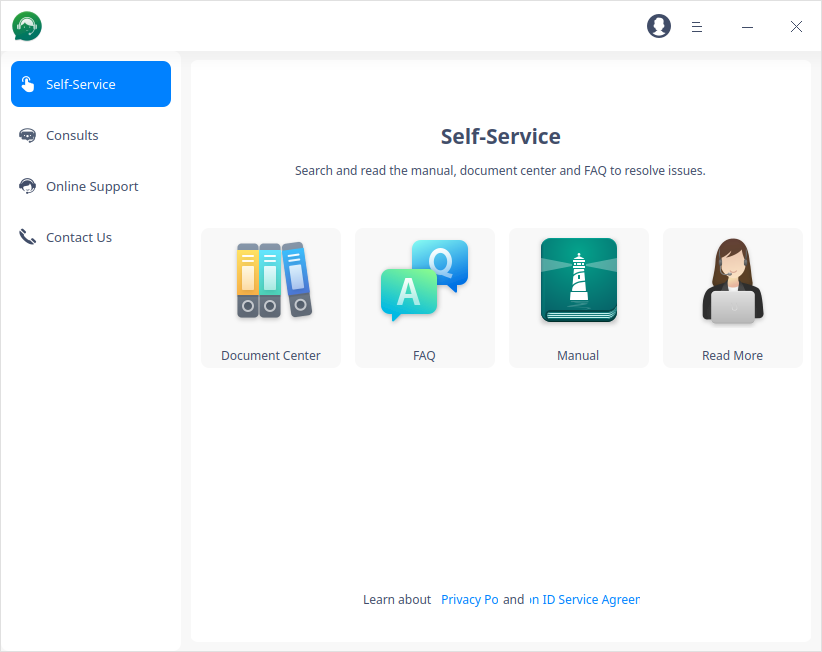 Self-Service
Consults
Online Support
Contact Us
Self-Service
Search and read the manual, document center and FAQ to resolve issues.
Q
A
Document Center
FAQ
Manual
Read More
Learn about Privacy Po and n ID Service Agreer